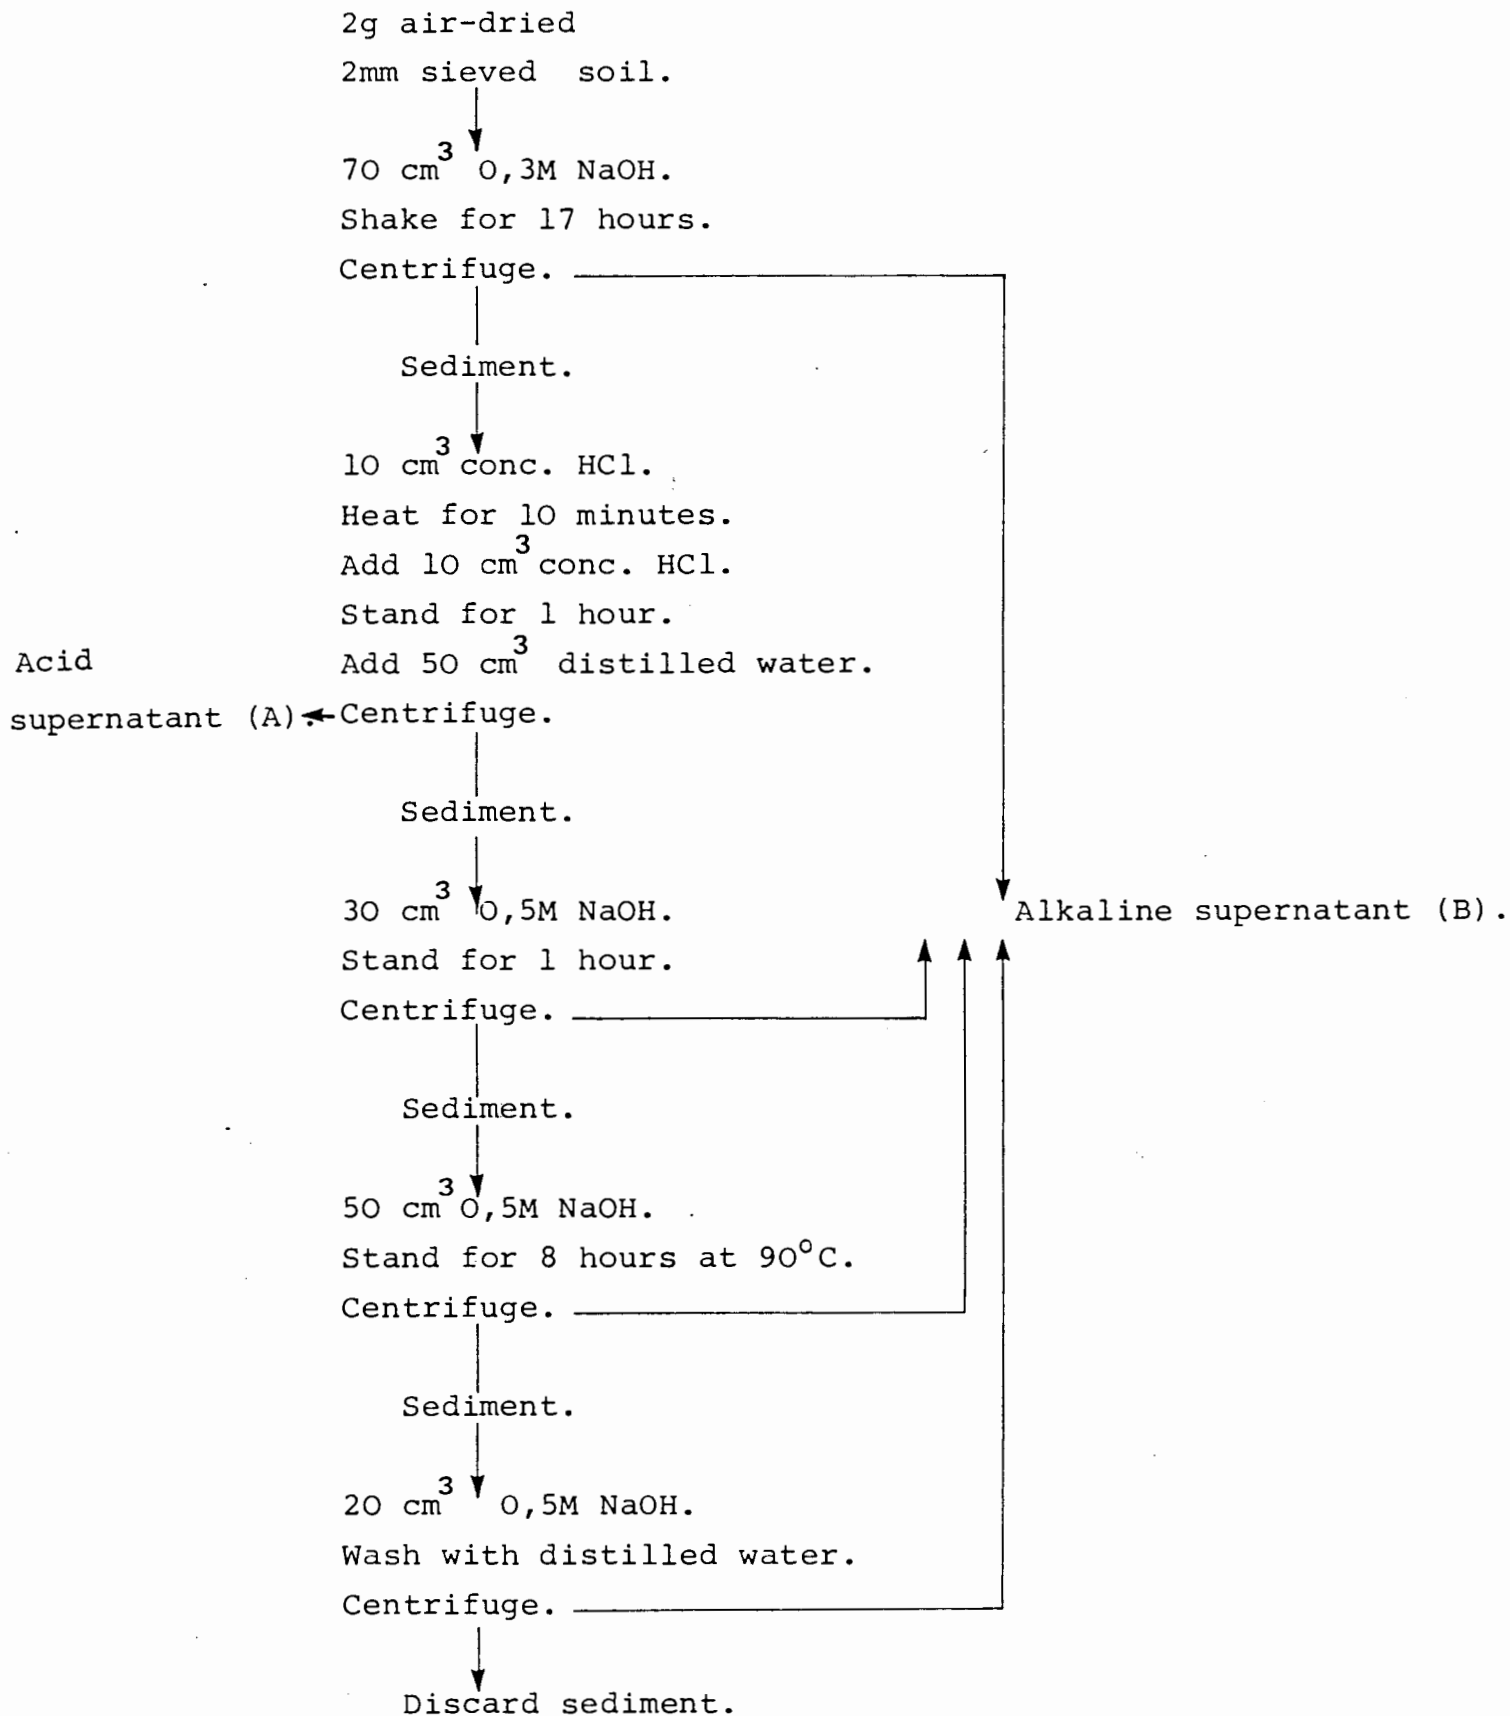 2g air-dried
2mm sieved soil.
70 cm³ 0,3M NaOH.
Shake for 17 hours.
Centrifuge.
Sediment.
10 cm³ conc. HCl.
Heat for 10 minutes.
Add 10 cm³ conc. HCl.
Stand for 1 hour.
Add 50 cm³ distilled water.
Acid
supernatant (A).
Centrifuge.
Sediment.
30 cm³ 0,5M NaOH.
Alkaline supernatant (B).
Stand for 1 hour.
Centrifuge.
Sediment.
50 cm³ 0,5M NaOH.
Stand for 8 hours at 90°C.
Centrifuge.
Sediment.
20 cm³ 0,5M NaOH.
Wash with distilled water.
Centrifuge.
Discard sediment.